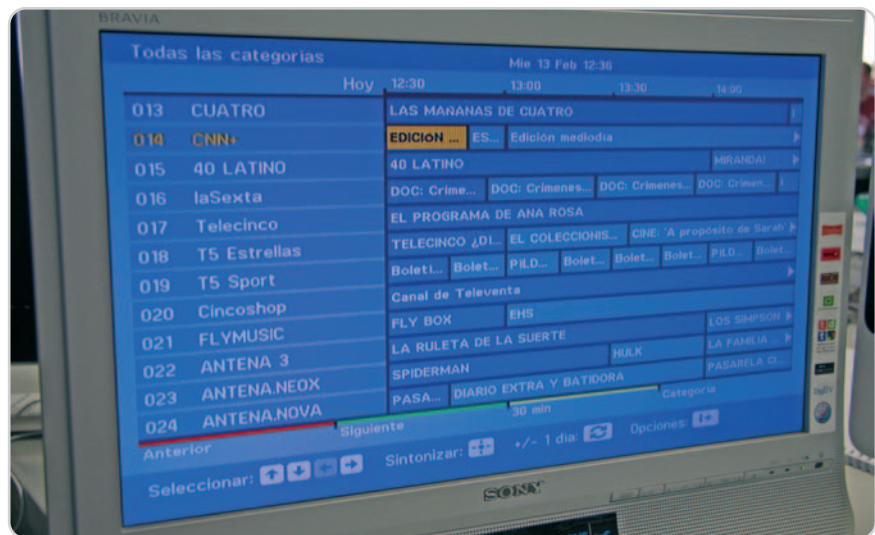 BRAVIA
Todas las categorias Mie 13 Feb 12:36
Hoy 12:30 13:00 13:30 14:00
013 CUATRO LAS MAÑANAS DE CUATRO
014 CNN+ EDICIÓN ... ES... Edición mediodia
015 40 LATINO 40 LATINO MIRANDA!
016 laSexta DOC: Crime... DOC: Crimenes... DOC: Crimenes... DOC: Crimen...
017 Telecinco EL PROGRAMA DE ANA ROSA
018 T5 Estrellas TELECINCO ¿DI... EL COLECCIONIS... CINE: 'A proposito de Sarah'
019 T5 Sport Boleti... Bolet... PILD... Bolet... Bolet... Bolet... PILD... Bolet...
020 Cincoshop Canal de Televenta
021 FLYMUSIC FLY BOX EHS
022 ANTENA 3 LA RULETA DE LA SUERTE LOS SIMPSON
023 ANTENA.NEOX SPIDERMAN HULK LA FAMILIA ...
024 ANTENA.NOVA PASA... DIARIO EXTRA Y BATIDORA PASARELA CI...
Anterior Siguiente 30 min Categoria
Seleccionar: Sintonizar: +/- 1 dia: Opciones:
SONY